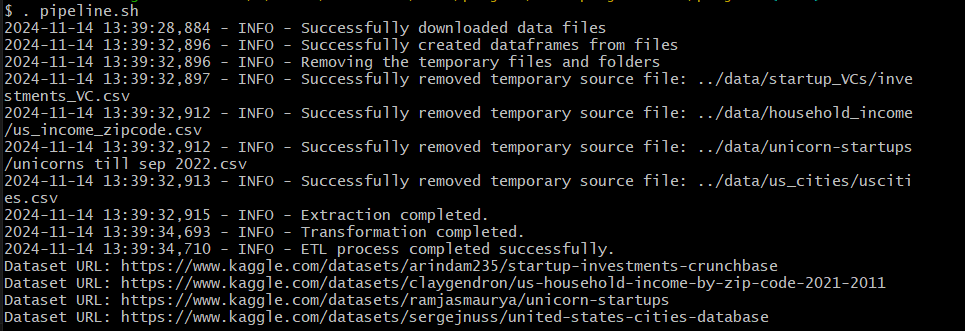 $ . pipeline.sh
2024-11-14 13:39:28,884 - INFO - Successfully downloaded data files
2024-11-14 13:39:32,896 - INFO - Successfully created dataframes from files
2024-11-14 13:39:32,896 - INFO - Removing the temporary files and folders
2024-11-14 13:39:32,897 - INFO - Successfully removed temporary source file: ../data/startup_VCs/inve
stments_VC.csv
2024-11-14 13:39:32,912 - INFO - Successfully removed temporary source file: ../data/household_income
/us_income_zipcode.csv
2024-11-14 13:39:32,912 - INFO - Successfully removed temporary source file: ../data/unicorn-startups
/unicorns till sep 2022.csv
2024-11-14 13:39:32,913 - INFO - Successfully removed temporary source file: ../data/us_cities/usciti
es.csv
2024-11-14 13:39:32,915 - INFO - Extraction completed.
2024-11-14 13:39:34,693 - INFO - Transformation completed.
2024-11-14 13:39:34,710 - INFO - ETL process completed successfully.
Dataset URL: https://www.kaggle.com/datasets/arindam235/startup-investments-crunchbase
Dataset URL: https://www.kaggle.com/datasets/claygendron/us-household-income-by-zip-code-2021-2011
Dataset URL: https://www.kaggle.com/datasets/ramjasmaurya/unicorn-startups
Dataset URL: https://www.kaggle.com/datasets/sergejnuss/united-states-cities-database